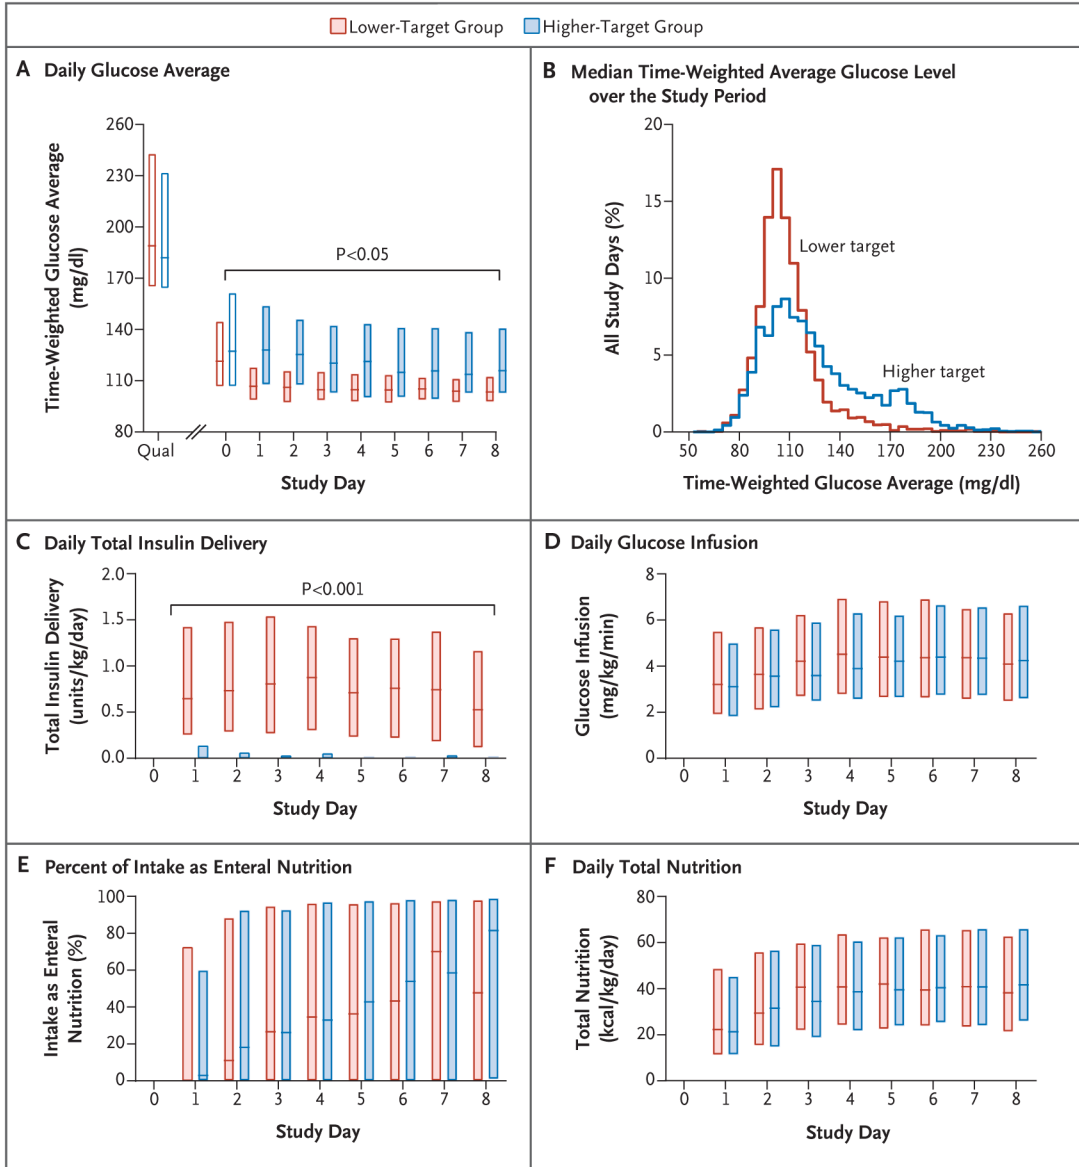 Lower-Target Group Higher-Target Group
A Daily Glucose Average
Time-Weighted Glucose Average
(mg/dl)
260
230
200
170
140
110
80
P<0.05
Qual 0 1 2 3 4 5 6 7 8
Study Day
B Median Time-Weighted Average Glucose Level
over the Study Period
All Study Days (%)
20
15
10
5
0
Lower target
Higher target
50 80 110 140 170 200 230 260
Time-Weighted Glucose Average (mg/dl)
C Daily Total Insulin Delivery
Total Insulin Delivery
(units/kg/day)
2.0
1.5
1.0
0.5
0.0
P<0.001
0 1 2 3 4 5 6 7 8
Study Day
D Daily Glucose Infusion
Glucose Infusion
(mg/kg/min)
8
6
4
2
0
0 1 2 3 4 5 6 7 8
Study Day
E Percent of Intake as Enteral Nutrition
Intake as Enteral
Nutrition (%)
100
80
60
40
20
0
0 1 2 3 4 5 6 7 8
Study Day
F Daily Total Nutrition
Total Nutrition
(kcal/kg/day)
80
60
40
20
0
0 1 2 3 4 5 6 7 8
Study Day